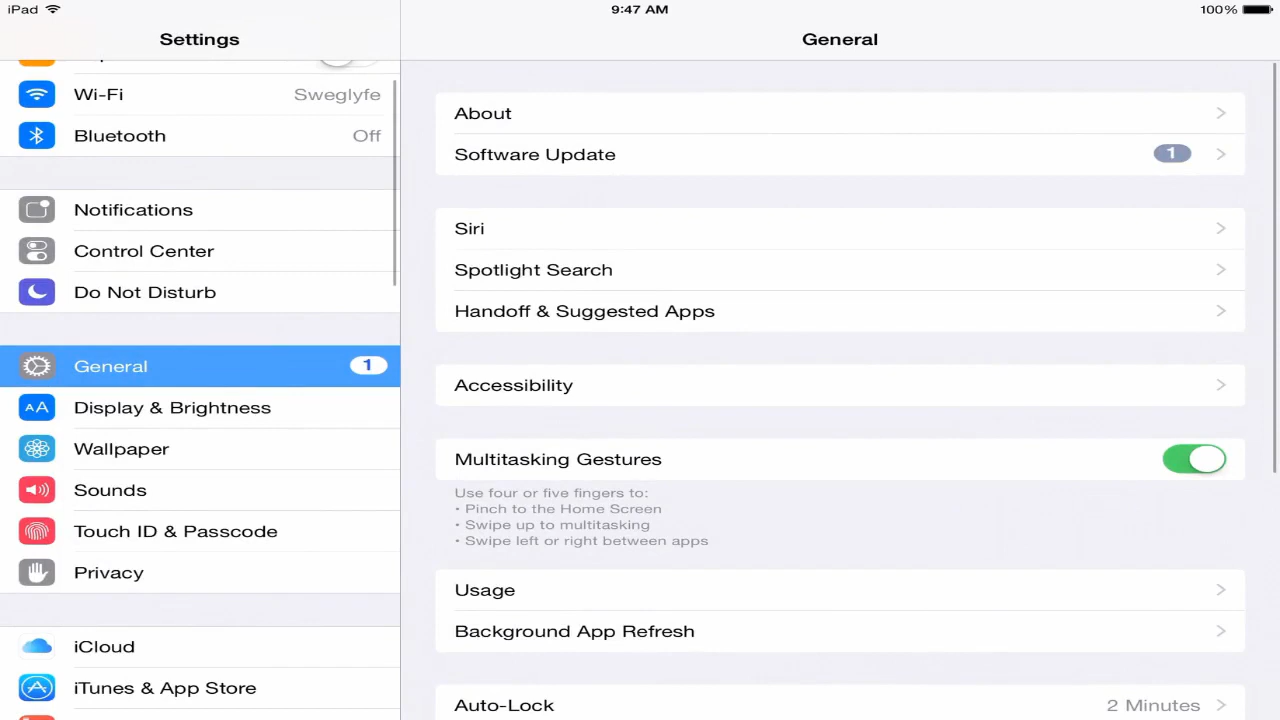 iPad
9:47 AM
100%
Settings
General
Wi-Fi
Sweglyfe
Bluetooth
Off
Notifications
Control Center
Do Not Disturb
General
1
Display & Brightness
AA
Wallpaper
Sounds
Touch ID & Passcode
Privacy
iCloud
iTunes & App Store
About
Software Update
1
Siri
Spotlight Search
Handoff & Suggested Apps
Accessibility
Multitasking Gestures
Use four or five fingers to:
• Pinch to the Home Screen
• Swipe up to multitasking
• Swipe left or right between apps
Usage
Background App Refresh
Auto-Lock
2 Minutes